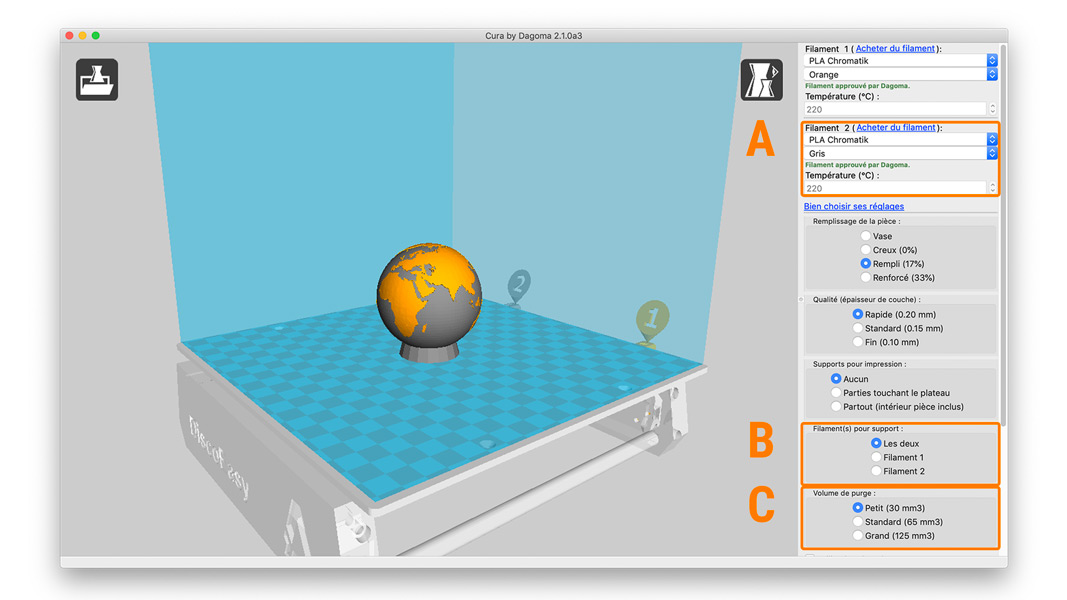 Cura by Dagoma 2.1.0a3
Filament 1 ( Acheter du filament ):
PLA Chromatik
Orange
Filament approuvé par Dagoma.
Température (°C) :
220
A
Filament 2 ( Acheter du filament ):
PLA Chromatik
Gris
Filament approuvé par Dagoma.
Température (°C) :
220
Bien choisir ses réglages
Remplissage de la pièce :
Vase
Creux (0%)
Rempli (17%)
Renforcé (33%)
2
1
Qualité (épaisseur de couche) :
Rapide (0.20 mm)
Standard (0.15 mm)
Fin (0.10 mm)
Supports pour impression :
Aucun
Parties touchant le plateau
Partout (intérieur pièce inclus)
B
Filament(s) pour support :
Les deux
Filament 1
Filament 2
C
Volume de purge :
Petit (30 mm3)
Standard (65 mm3)
Grand (125 mm3)